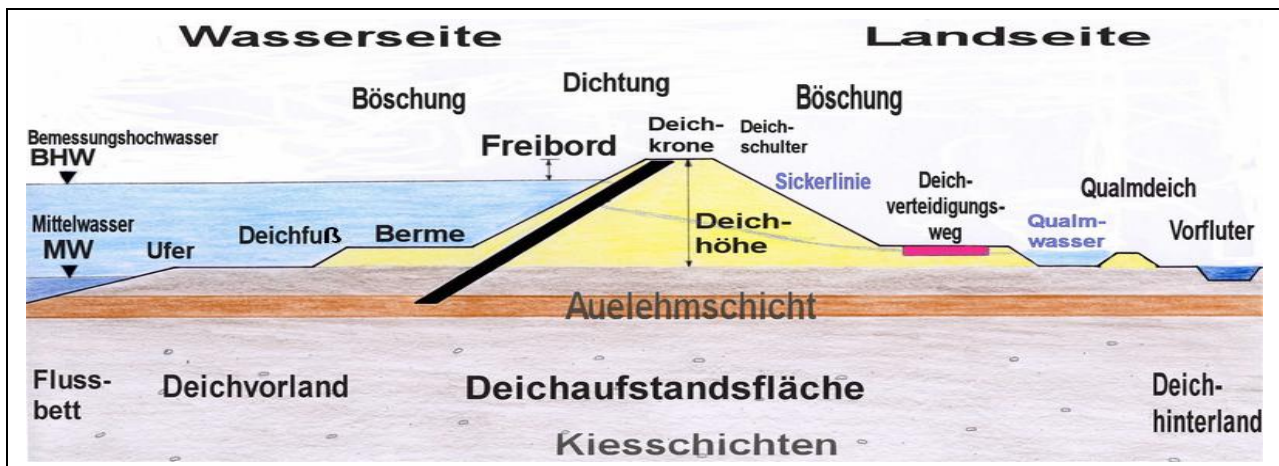 Wasserseite
Landseite
Dichtung
Böschung
Böschung
Bemessungshochwasser
BHW
Freibord
Deich-
krone
Deich-
schulter
Sickerlinie
Deich-
verteidigungs-
weg
Qualmdeich
Mittelwasser
MW
Ufer
Deichfuß
Berme
Deich-
höhe
Qualm-
wasser
Vorfluter
Auelehmschicht
Fluss-
bett
Deichvorland
Deichaufstandsfläche
Deich-
hinterland
Kiesschichten